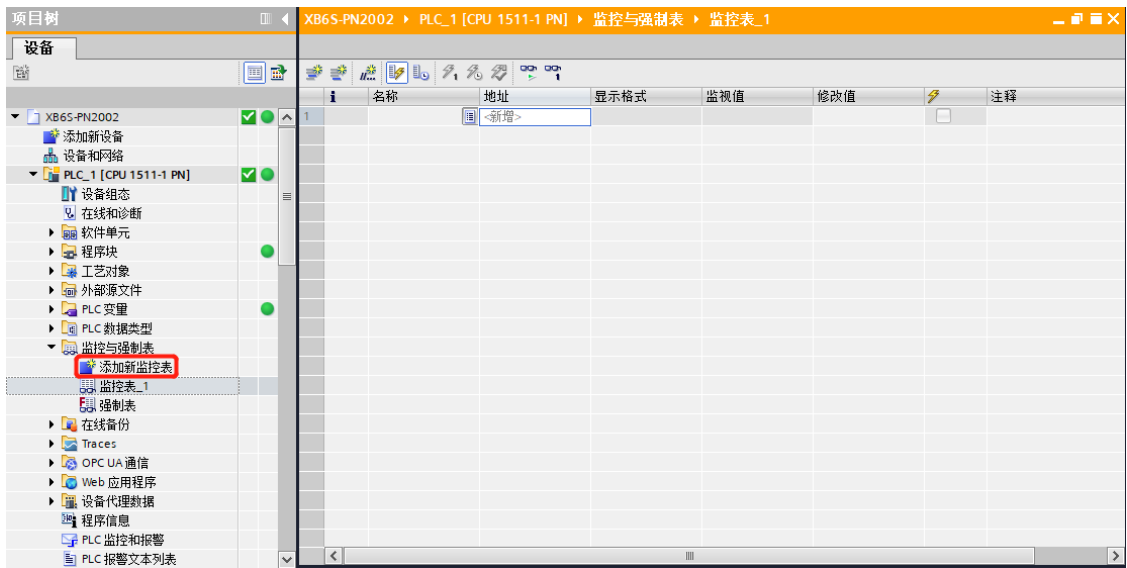 项目树
XB6S-PN2002 ▸ PLC_1 [CPU 1511-1 PN] ▸ 监控与强制表 ▸ 监控表_1
设备
i 名称 地址 显示格式 监视值 修改值 注释
1 <新增>
XB6S-PN2002
添加新设备
设备和网络
PLC_1 [CPU 1511-1 PN]
设备组态
在线和诊断
软件单元
程序块
工艺对象
外部源文件
PLC 变量
PLC 数据类型
监控与强制表
添加新监控表
监控表_1
强制表
在线备份
Traces
OPC UA 通信
Web 应用程序
设备代理数据
程序信息
PLC 监控和报警
PLC 报警文本列表